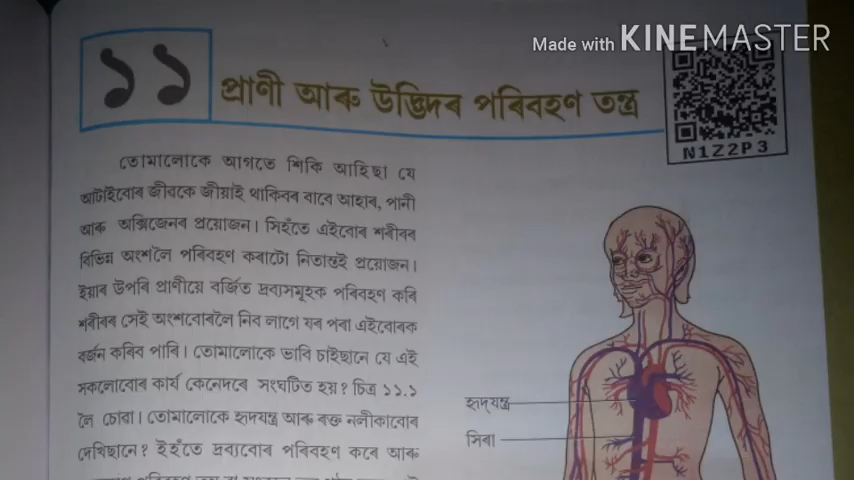 Made with KINEMASTER
১১
প্ৰাণী আৰু উদ্ভিদৰ পৰিবহণ তন্ত্ৰ
N1Z2P3
তোমালোকে আগতে শিকি আহিছা যে
আটাইবোৰ জীৱকে জীয়াই থাকিবৰ বাবে আহাৰ, পানী
আৰু অক্সিজেনৰ প্ৰয়োজন। সিহঁতে এইবোৰ শৰীৰৰ
বিভিন্ন অংশলৈ পৰিবহণ কৰাটো নিতান্তই প্ৰয়োজন।
ইয়াৰ উপৰি প্ৰাণীয়ে বৰ্জিত দ্ৰব্যসমূহক পৰিবহণ কৰি
শৰীৰৰ সেই অংশবোৰলৈ নিব লাগে যৰ পৰা এইবোৰক
বৰ্জন কৰিব পাৰি। তোমালোকে ভাবি চাইছানে যে এই
সকলোবোৰ কাৰ্য কেনেদৰে সংঘটিত হয়? চিত্ৰ ১১.১
লৈ চোৱা। তোমালোকে হৃদযন্ত্ৰ আৰু ৰক্ত নলীকাবোৰ
দেখিছানে? ইহঁতে দ্ৰব্যবোৰ পৰিবহণ কৰে আৰু
হৃদ্‌যন্ত্ৰ
সিৰা